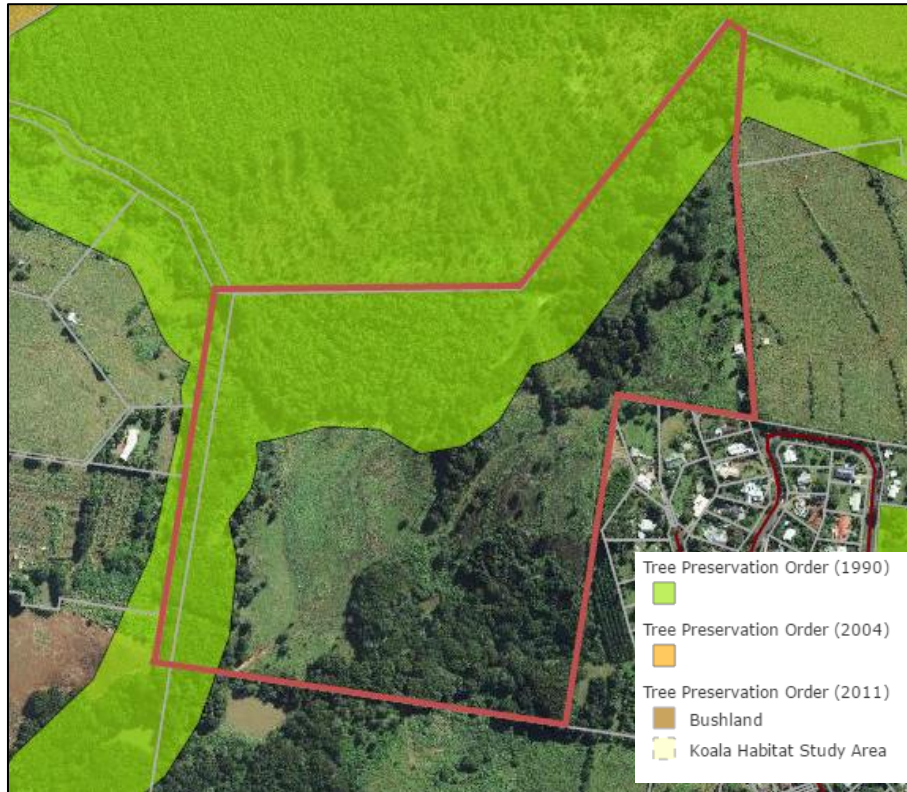 Tree Preservation Order (1990)
Tree Preservation Order (2004)
Tree Preservation Order (2011)
Bushland
Koala Habitat Study Area